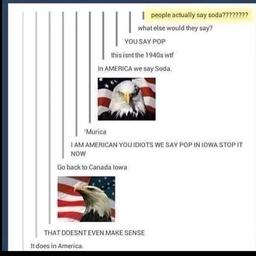 people actually say soda????????
what else would they say?
YOU SAY POP
this isnt the 1940s wtf
In AMERICA we say Soda.
'Murica
I AM AMERICAN YOU IDIOTS WE SAY POP IN IOWA STOP IT
NOW
Go back to Canada Iowa
THAT DOESNT EVEN MAKE SENSE
It does in America.